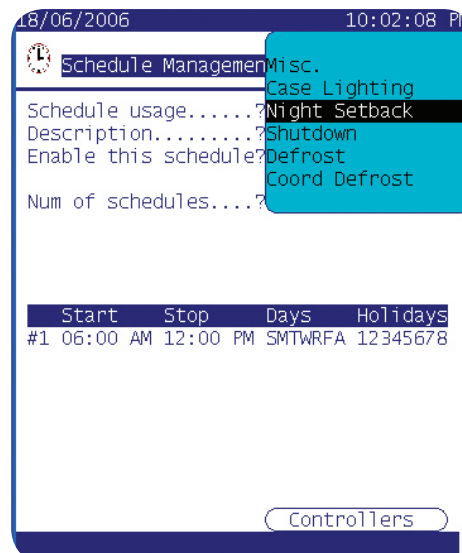 18/06/2006 10:02:08 P
Schedule Managemen
Misc.
Case Lighting
Schedule usage......?
Night Setback
Description.........?
Shutdown
Enable this schedule?
Defrost
Coord Defrost
Num of schedules....?
Start Stop Days Holidays
#1 06:00 AM 12:00 PM SMTWRFA 12345678
Controllers